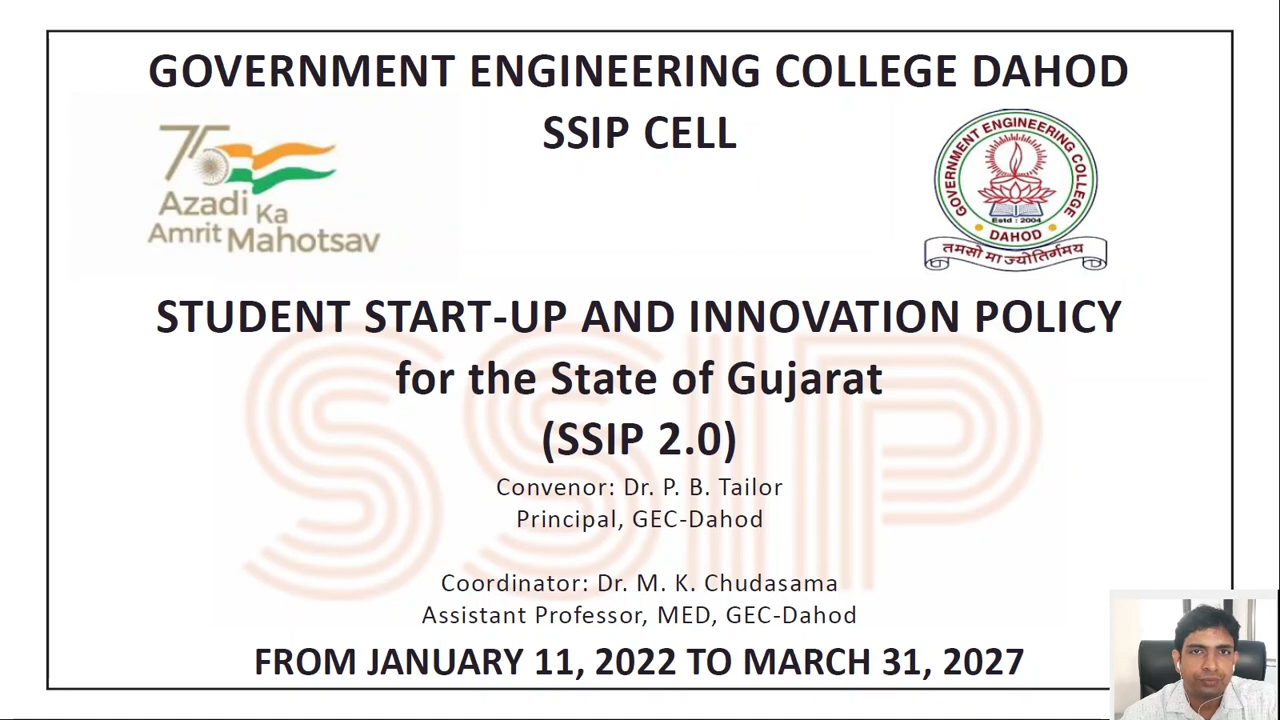 GOVERNMENT ENGINEERING COLLEGE DAHOD
SSIP CELL
75
Azadi Ka
Amrit Mahotsav
GOVERNMENT ENGINEERING COLLEGE
Estd : 2004
DAHOD
तमसो मा ज्योतिर्गमय
STUDENT START-UP AND INNOVATION POLICY
for the State of Gujarat
(SSIP 2.0)
SSIP
Convenor: Dr. P. B. Tailor
Principal, GEC-Dahod
Coordinator: Dr. M. K. Chudasama
Assistant Professor, MED, GEC-Dahod
FROM JANUARY 11, 2022 TO MARCH 31, 2027